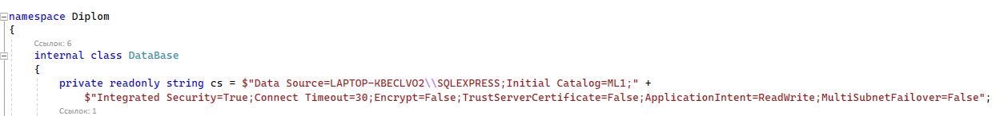 namespace Diplom
{
Ссылок: 6
internal class DataBase
{
private readonly string cs = $"Data Source=LAPTOP-KBECLVO2\\SQLEXPRESS;Initial Catalog=ML1;" +
$"Integrated Security=True;Connect Timeout=30;Encrypt=False;TrustServerCertificate=False;ApplicationIntent=ReadWrite;MultiSubnetFailover=False";
Ссылок: 1